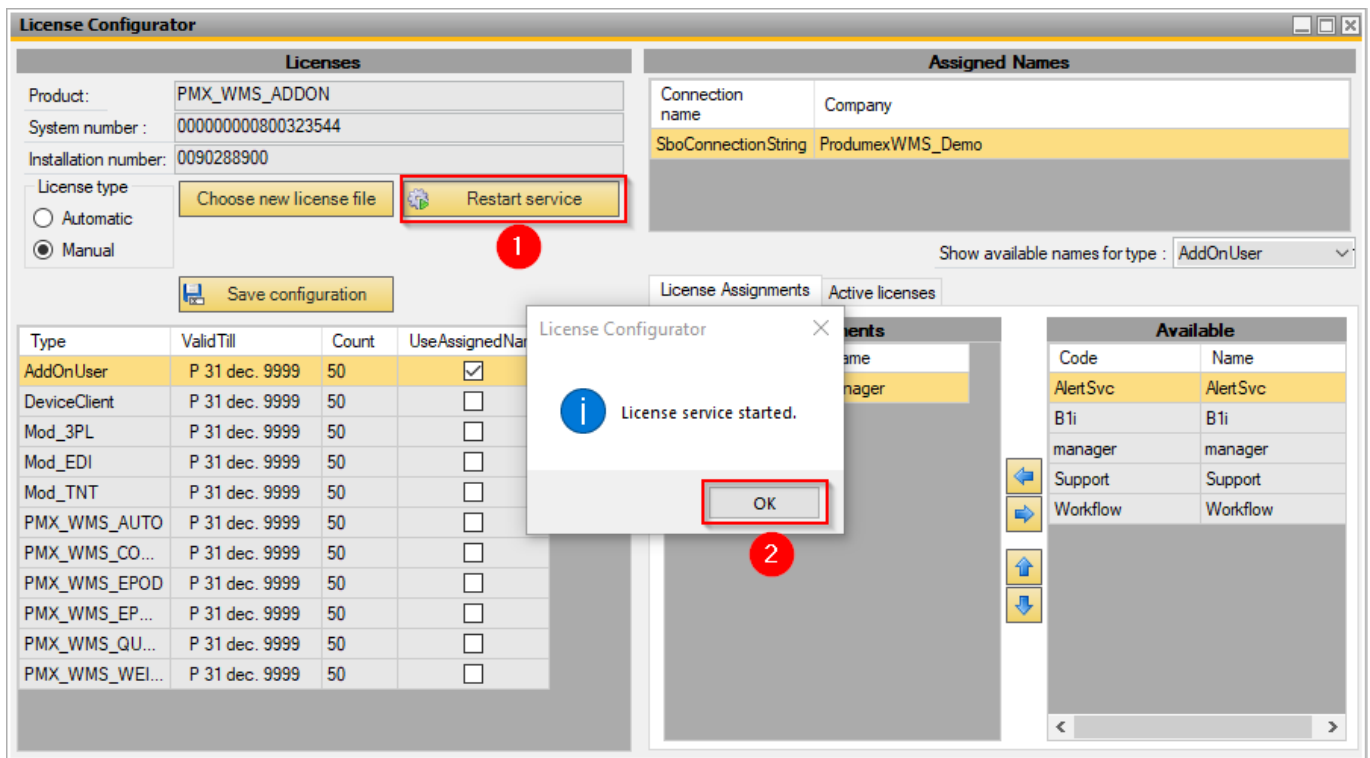 License Configurator
Licenses
Product: PMX_WMS_ADDON
System number : 000000000800323544
Installation number: 0090288900
License type
Automatic
Manual
Choose new license file
Restart service
1
Save configuration
Type ValidTill Count UseAssignedNa
AddOnUser P 31 dec. 9999 50
DeviceClient P 31 dec. 9999 50
Mod_3PL P 31 dec. 9999 50
Mod_EDI P 31 dec. 9999 50
Mod_TNT P 31 dec. 9999 50
PMX_WMS_AUTO P 31 dec. 9999 50
PMX_WMS_CO... P 31 dec. 9999 50
PMX_WMS_EPOD P 31 dec. 9999 50
PMX_WMS_EP... P 31 dec. 9999 50
PMX_WMS_QU... P 31 dec. 9999 50
PMX_WMS_WEI... P 31 dec. 9999 50
Assigned Names
Connection name Company
SboConnectionString ProdumexWMS_Demo
Show available names for type : AddOnUser
License Assignments Active licenses
License Configurator
License service started.
OK
2
ents
ame
nager
Available
Code Name
AlertSvc AlertSvc
B1i B1i
manager manager
Support Support
Workflow Workflow